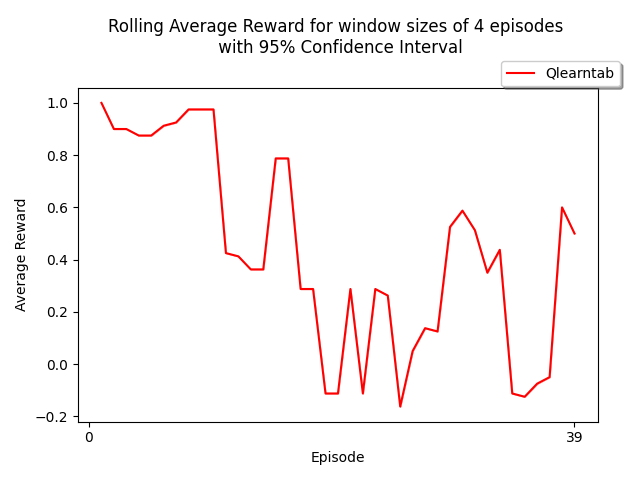 Rolling Average Reward for window sizes of 4 episodes
with 95% Confidence Interval
Qlearntab
1.0
0.8
0.6
0.4
0.2
0.0
−0.2
Average Reward
0
39
Episode